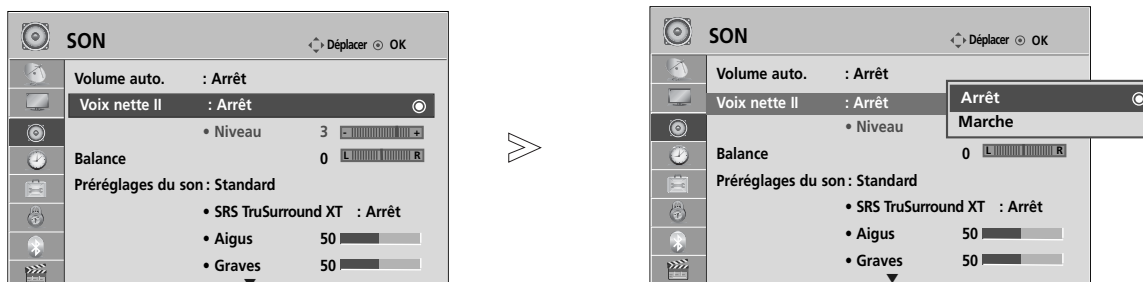 SON
Déplacer OK
Volume auto. : Arrêt
Voix nette II : Arrêt
• Niveau 3 - +
Balance 0 L R
Préréglages du son : Standard
• SRS TruSurround XT : Arrêt
• Aigus 50
• Graves 50
SON
Déplacer OK
Volume auto. : Arrêt
Voix nette II : Arrêt
Arrêt
Marche
• Niveau
Balance 0 L R
Préréglages du son : Standard
• SRS TruSurround XT : Arrêt
• Aigus 50
• Graves 50